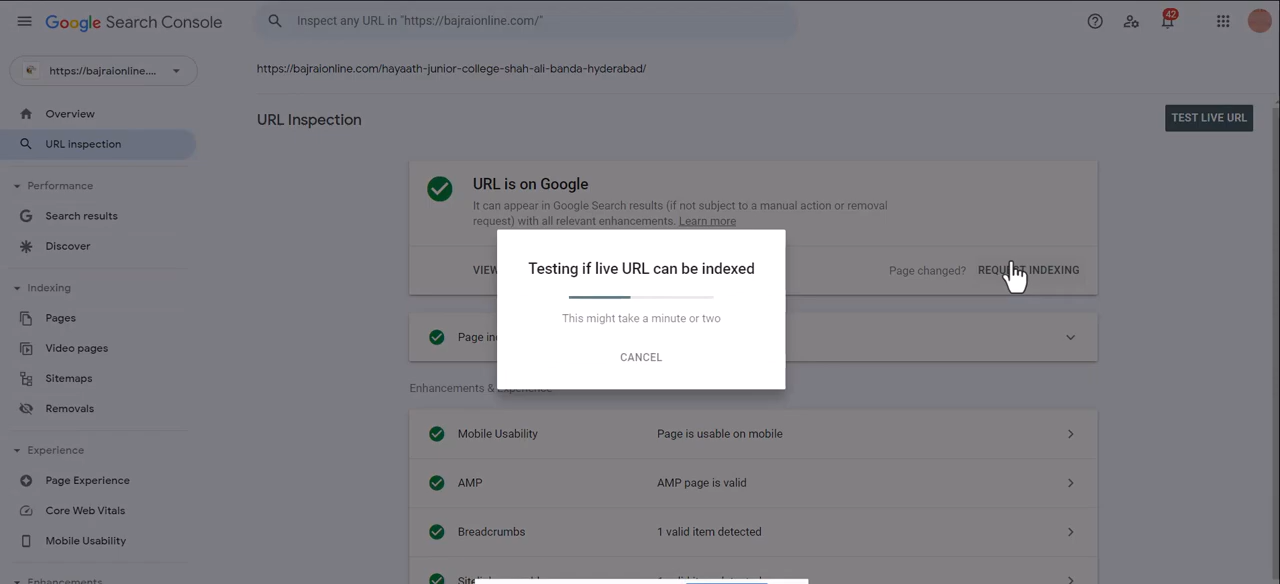 Google Search Console
Inspect any URL in "https://bajraionline.com/"
42
https://bajraionline....
https://bajraionline.com/hayaath-junior-college-shah-ali-banda-hyderabad/
Overview
URL inspection
URL Inspection
TEST LIVE URL
Performance
Search results
Discover
Indexing
Pages
Video pages
Sitemaps
Removals
Experience
Page Experience
Core Web Vitals
Mobile Usability
Enhancements
URL is on Google
It can appear in Google Search results (if not subject to a manual action or removal
request) with all relevant enhancements. Learn more
VIEW
Page changed? REQUEST INDEXING
Testing if live URL can be indexed
This might take a minute or two
CANCEL
Page in
Enhancements & Experience
Mobile Usability Page is usable on mobile
AMP AMP page is valid
Breadcrumbs 1 valid item detected